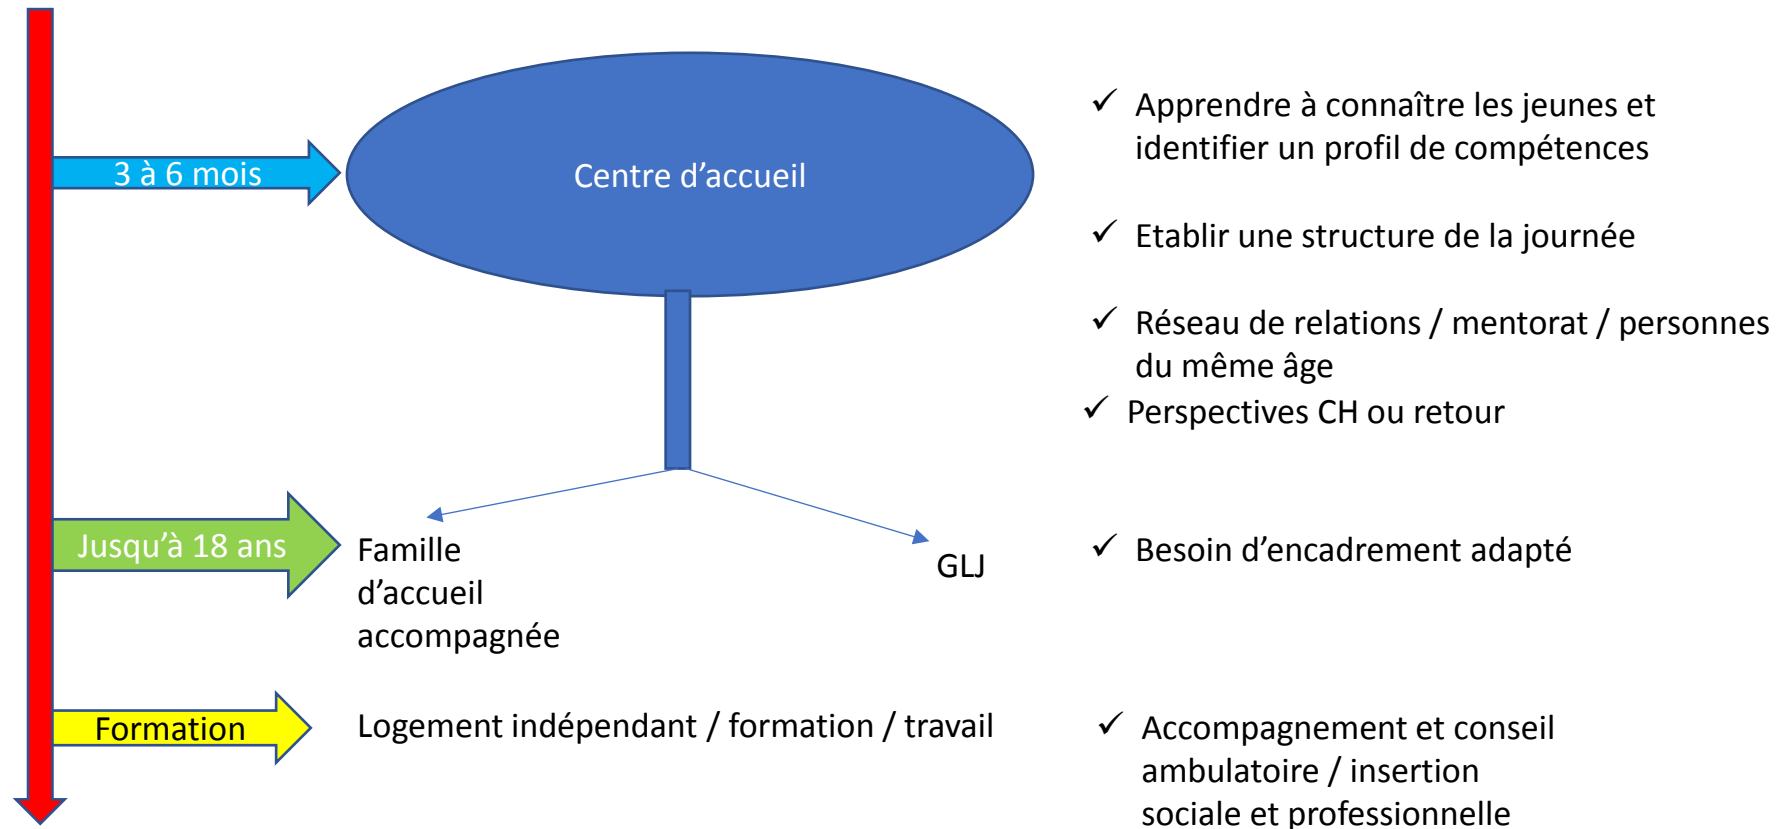 3 à 6 mois
Centre d’accueil
✓ Apprendre à connaître les jeunes et
identifier un profil de compétences
✓ Etablir une structure de la journée
✓ Réseau de relations / mentorat / personnes
du même âge
✓ Perspectives CH ou retour
Jusqu’à 18 ans
Famille
d’accueil
accompagnée
GLJ
✓ Besoin d’encadrement adapté
Formation
Logement indépendant / formation / travail
✓ Accompagnement et conseil
ambulatoire / insertion
sociale et professionnelle